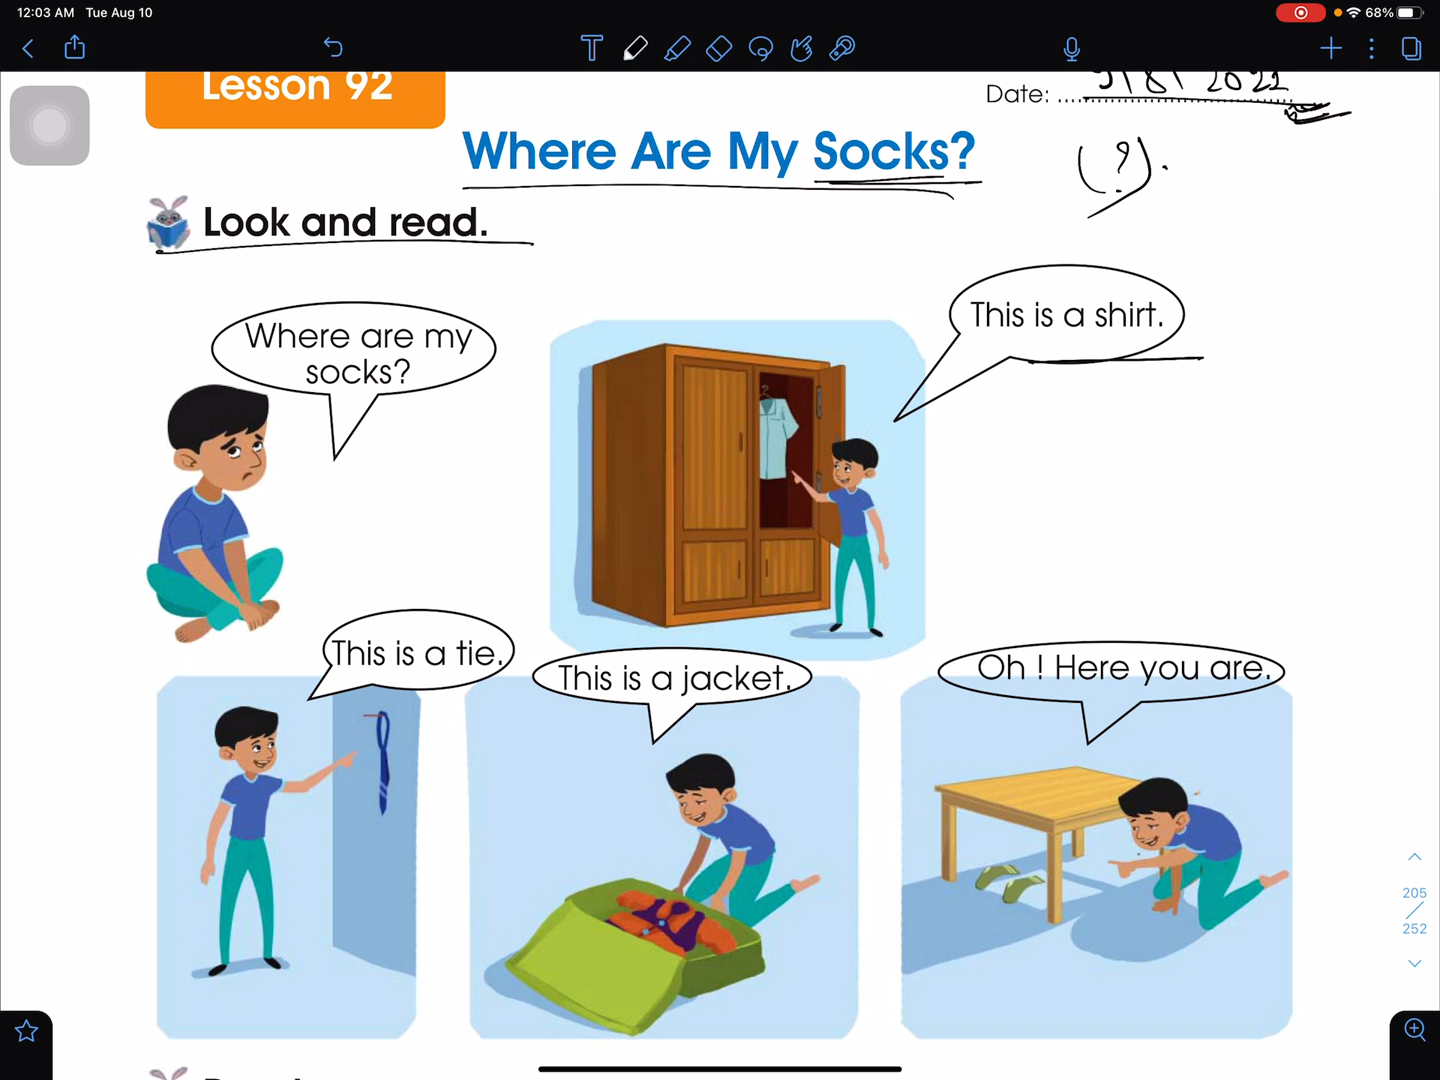 12:03 AM Tue Aug 10
68%
Lesson 92
Date:
Where Are My Socks?
(?).
Look and read.
Where are my
socks?
This is a shirt.
This is a tie.
This is a jacket.
Oh ! Here you are.
205
252